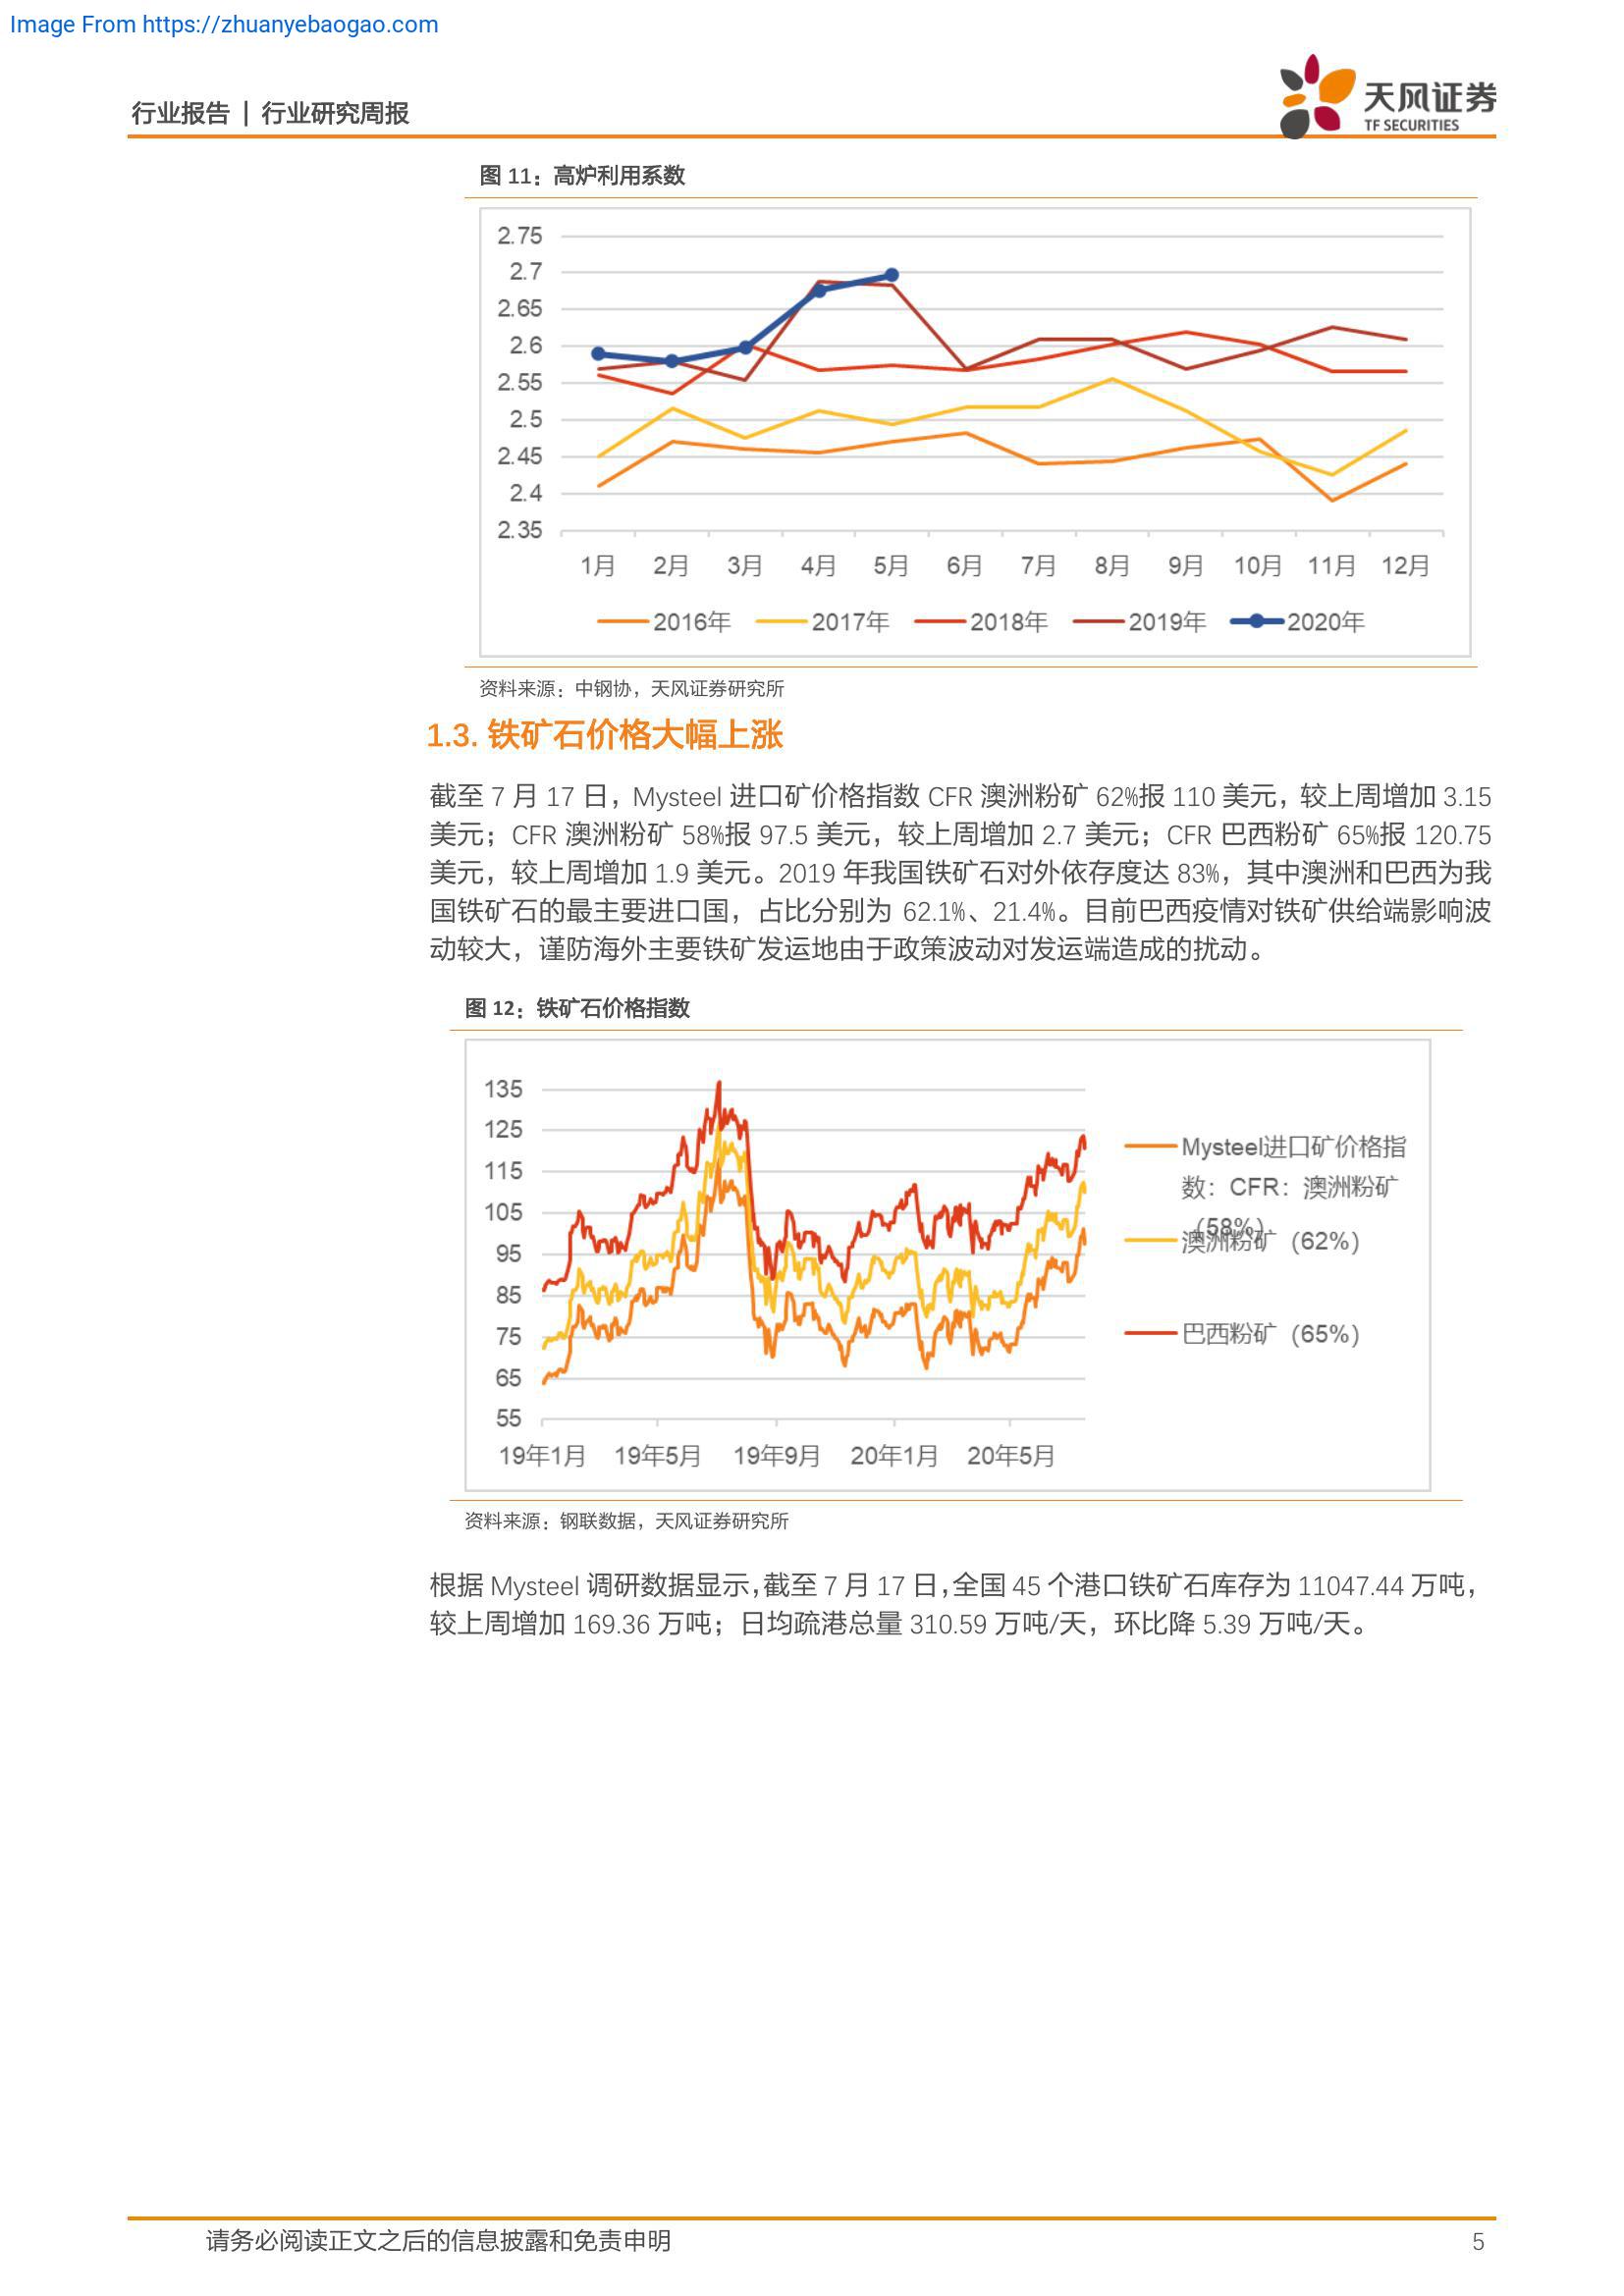 Image From https://zhuanyebaogao.com
行业报告 | 行业研究周报
天风证券
TF SECURITIES
图 11：高炉利用系数
2.75
2.7
2.65
2.6
2.55
2.5
2.45
2.4
2.35
1月 2月 3月 4月 5月 6月 7月 8月 9月 10月 11月 12月
2016年 2017年 2018年 2019年 2020年
资料来源：中钢协，天风证券研究所
1.3. 铁矿石价格大幅上涨
截至 7 月 17 日，Mysteel 进口矿价格指数 CFR 澳洲粉矿 62%报 110 美元，较上周增加 3.15
美元；CFR 澳洲粉矿 58%报 97.5 美元，较上周增加 2.7 美元；CFR 巴西粉矿 65%报 120.75
美元，较上周增加 1.9 美元。2019 年我国铁矿石对外依存度达 83%，其中澳洲和巴西为我
国铁矿石的最主要进口国，占比分别为 62.1%、21.4%。目前巴西疫情对铁矿供给端影响波
动较大，谨防海外主要铁矿发运地由于政策波动对发运端造成的扰动。
图 12：铁矿石价格指数
135
125
115
105
95
85
75
65
55
19年1月 19年5月 19年9月 20年1月 20年5月
Mysteel进口矿价格指
数：CFR：澳洲粉矿
（58%）
澳洲粉矿（62%）
巴西粉矿（65%）
资料来源：钢联数据，天风证券研究所
根据 Mysteel 调研数据显示，截至 7 月 17 日，全国 45 个港口铁矿石库存为 11047.44 万吨，
较上周增加 169.36 万吨；日均疏港总量 310.59 万吨/天，环比降 5.39 万吨/天。
请务必阅读正文之后的信息披露和免责申明
5